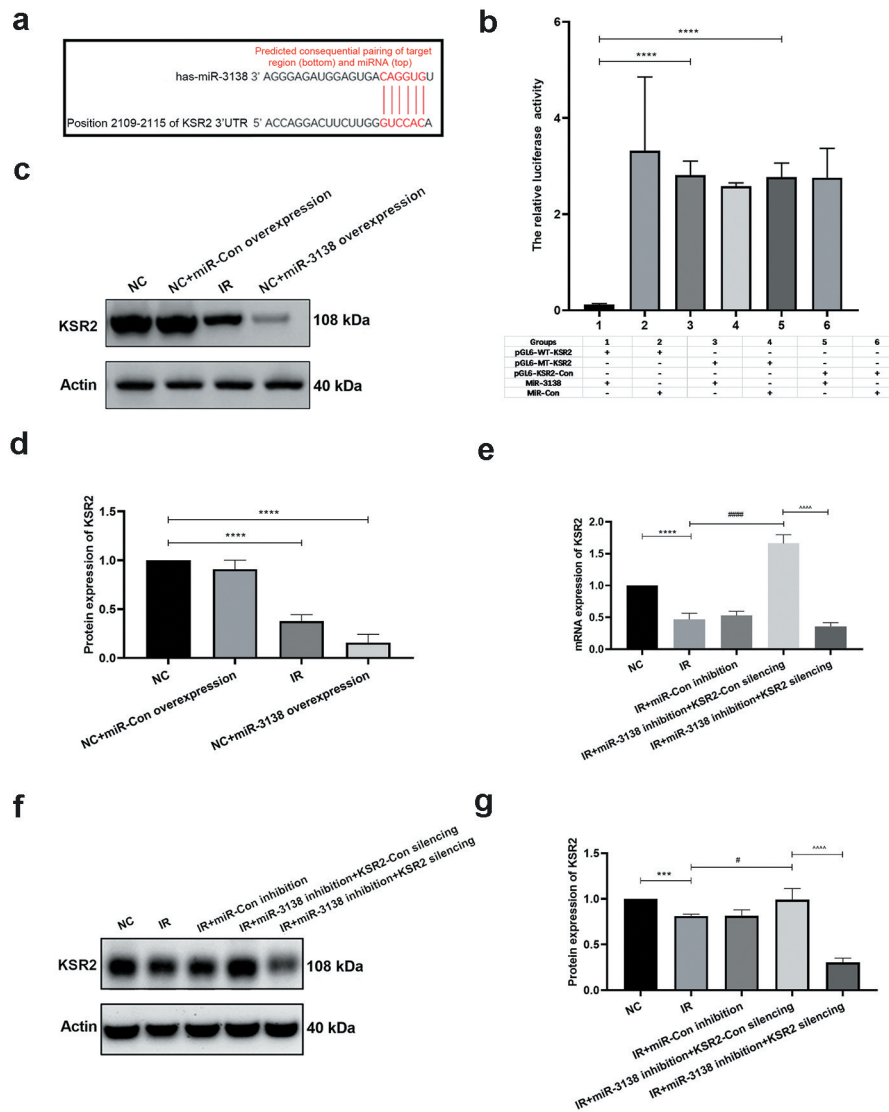 a
Predicted consequential pairing of target
region (bottom) and miRNA (top)
has-miR-3138 3' AGGGAGAUGGAGUGACAGGUGU
Position 2109-2115 of KSR2 3'UTR 5' ACCAGGACUUCUUGGGUCCACA
b
The relative luciferase activity
6
4
2
0
****
****
1 2 3 4 5 6
Groups 1 2 3 4 5 6
pGL6-WT-KSR2 + + - - - -
pGL6-MT-KSR2 - - + + - -
pGL6-KSR2-Con - - - - + +
MiR-3138 + - + - + -
MiR-Con - + - + - +
c
NC
NC+miR-Con overexpression
IR
NC+miR-3138 overexpression
KSR2
108 kDa
Actin
40 kDa
d
Protein expression of KSR2
1.5
1.0
0.5
0.0
****
****
NC
NC+miR-Con overexpression
IR
NC+miR-3138 overexpression
e
mRNA expression of KSR2
2.0
1.5
1.0
0.5
0.0
****
####
^^^^
NC
IR
IR+miR-Con inhibition
IR+miR-3138 inhibition+KSR2-Con silencing
IR+miR-3138 inhibition+KSR2 silencing
f
NC
IR
IR+miR-Con inhibition
IR+miR-3138 inhibition+KSR2-Con silencing
IR+miR-3138 inhibition+KSR2 silencing
KSR2
108 kDa
Actin
40 kDa
g
Protein expression of KSR2
1.5
1.0
0.5
0.0
***
#
^^^^
NC
IR
IR+miR-Con inhibition
IR+miR-3138 inhibition+KSR2-Con silencing
IR+miR-3138 inhibition+KSR2 silencing